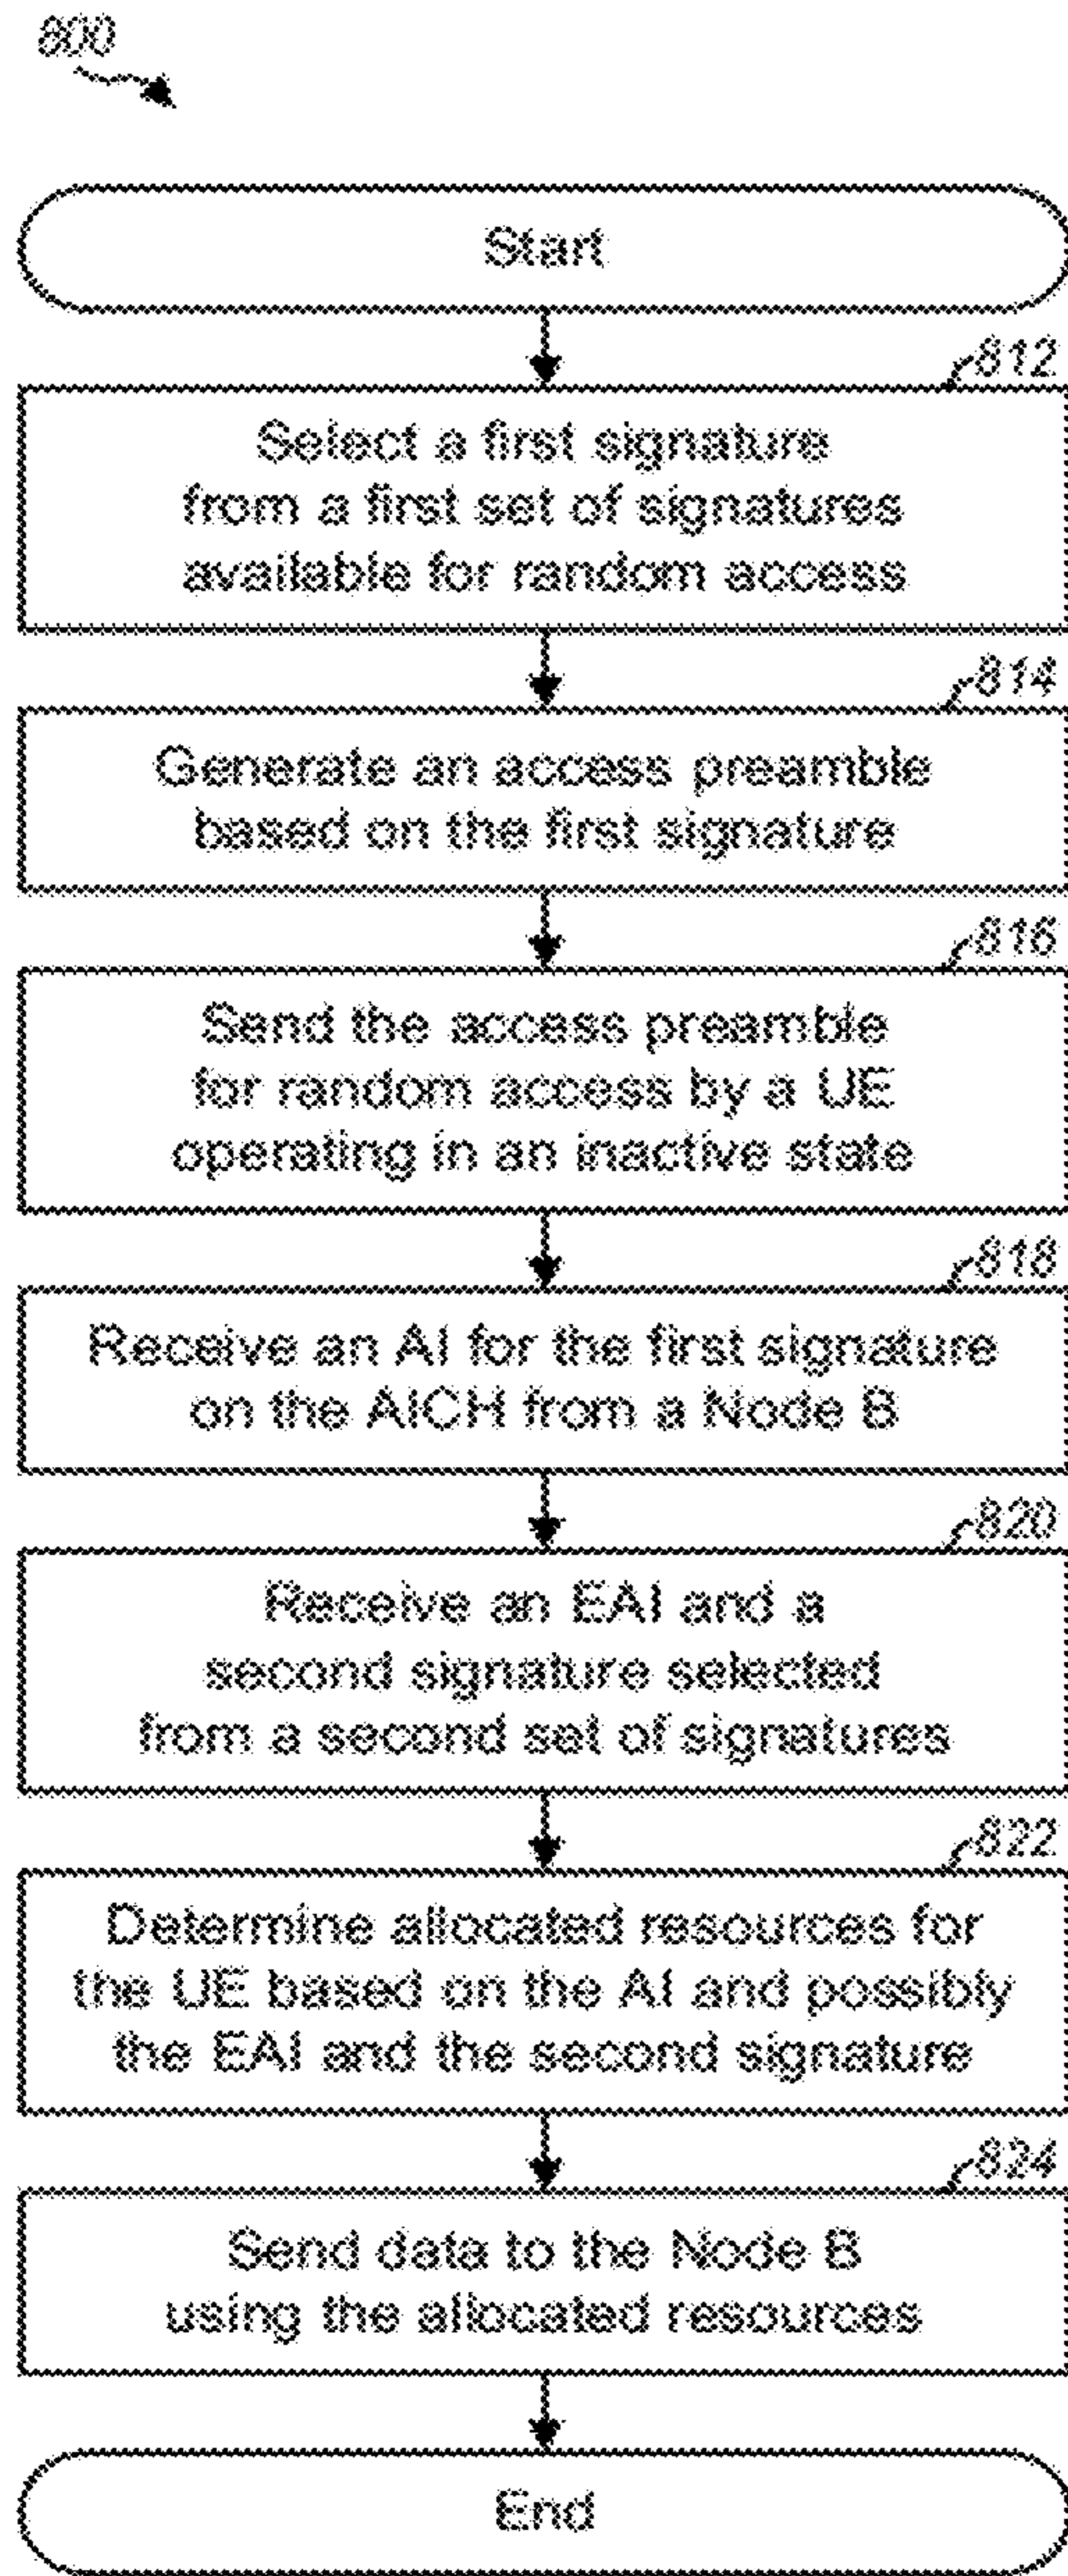 800
Start
812
Select a first signature
from a first set of signatures
available for random access
814
Generate an access preamble
based on the first signature
816
Send the access preamble
for random access by a UE
operating in an inactive state
818
Receive an AI for the first signature
on the AICH from a Node B
820
Receive an EAI and a
second signature selected
from a second set of signatures
822
Determine allocated resources for
the UE based on the AI and possibly
the EAI and the second signature
824
Send data to the Node B
using the allocated resources
End